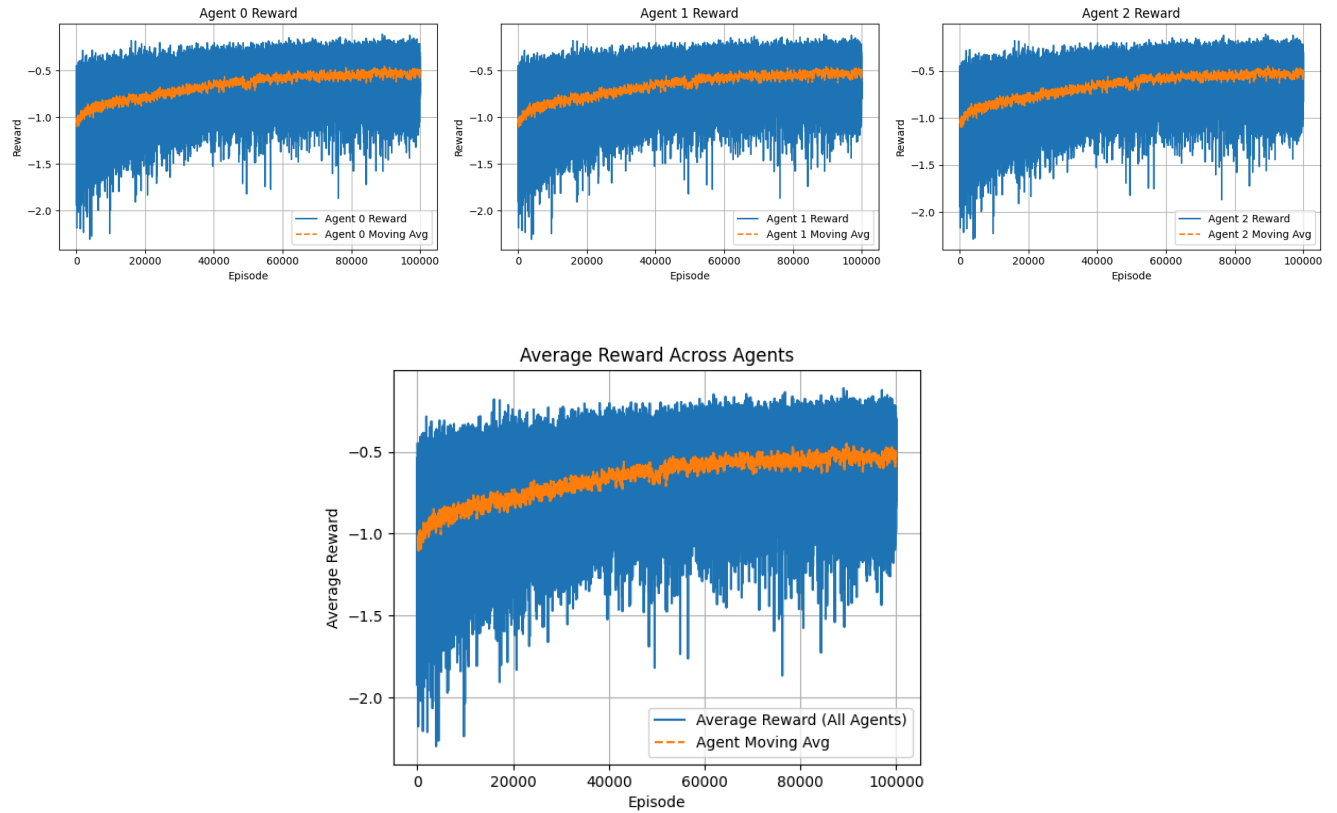 Agent 0 Reward
Reward
−0.5
−1.0
−1.5
−2.0
Agent 0 Reward
Agent 0 Moving Avg
0 20000 40000 60000 80000 100000
Episode
Agent 1 Reward
Reward
−0.5
−1.0
−1.5
−2.0
Agent 1 Reward
Agent 1 Moving Avg
0 20000 40000 60000 80000 100000
Episode
Agent 2 Reward
Reward
−0.5
−1.0
−1.5
−2.0
Agent 2 Reward
Agent 2 Moving Avg
0 20000 40000 60000 80000 100000
Episode
Average Reward Across Agents
Average Reward
−0.5
−1.0
−1.5
−2.0
Average Reward (All Agents)
Agent Moving Avg
0 20000 40000 60000 80000 100000
Episode